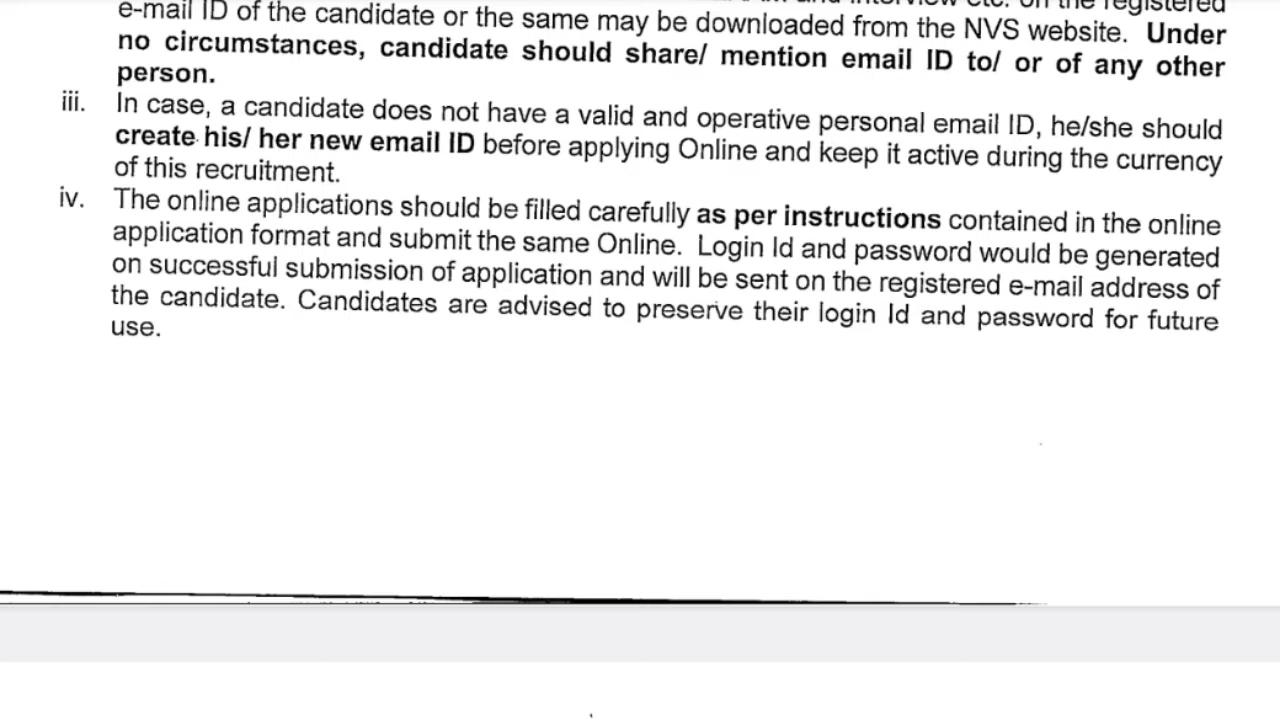 etc. on the registered
e-mail ID of the candidate or the same may be downloaded from the NVS website. Under
no circumstances, candidate should share/ mention email ID to/ or of any other
person.
iii. In case, a candidate does not have a valid and operative personal email ID, he/she should
create his/ her new email ID before applying Online and keep it active during the currency
of this recruitment.
iv. The online applications should be filled carefully as per instructions contained in the online
application format and submit the same Online. Login Id and password would be generated
on successful submission of application and will be sent on the registered e-mail address of
the candidate. Candidates are advised to preserve their login Id and password for future
use.